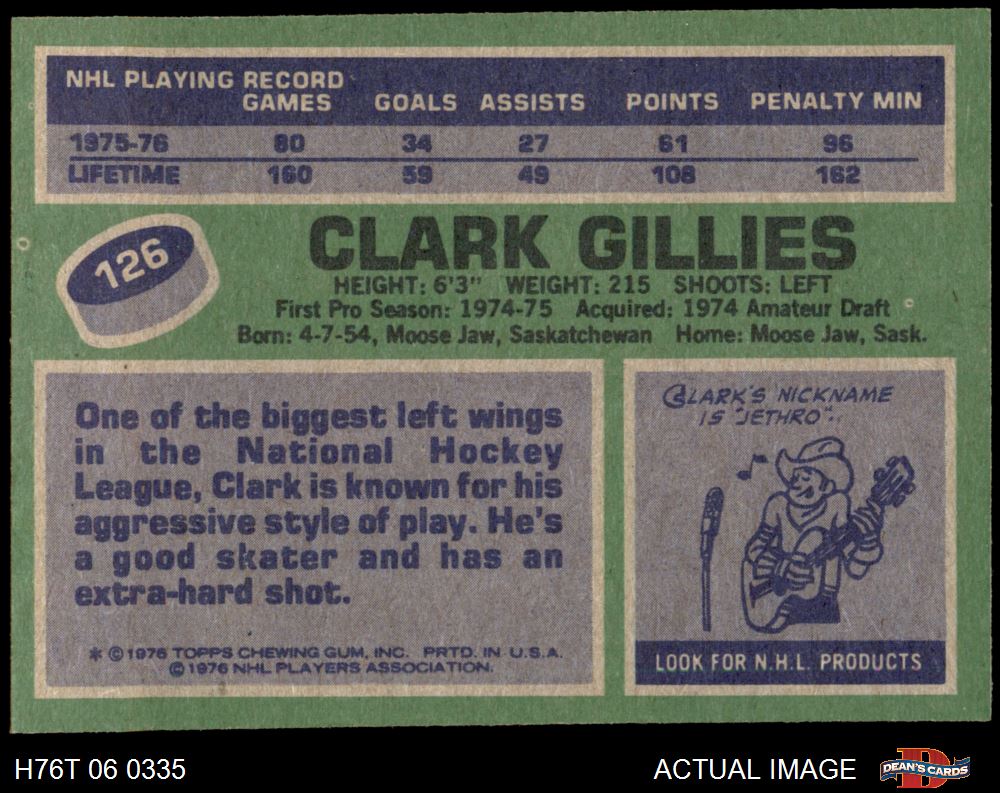 NHL PLAYING RECORD
GAMES GOALS ASSISTS POINTS PENALTY MIN
1975-76 80 34 27 61 96
LIFETIME 160 59 49 108 162
126
CLARK GILLIES
HEIGHT: 6'3" WEIGHT: 215 SHOOTS: LEFT
First Pro Season: 1974-75 Acquired: 1974 Amateur Draft
Born: 4-7-54, Moose Jaw, Saskatchewan Home: Moose Jaw, Sask.
One of the biggest left wings
in the National Hockey
League, Clark is known for his
aggressive style of play. He's
a good skater and has an
extra-hard shot.
* © 1976 TOPPS CHEWING GUM, INC. PRTD. IN U.S.A.
© 1976 NHL PLAYERS ASSOCIATION.
CLARK'S NICKNAME
IS "JETHRO"..
LOOK FOR N.H.L. PRODUCTS
H76T 06 0335
ACTUAL IMAGE
D
DEAN'S CARDS